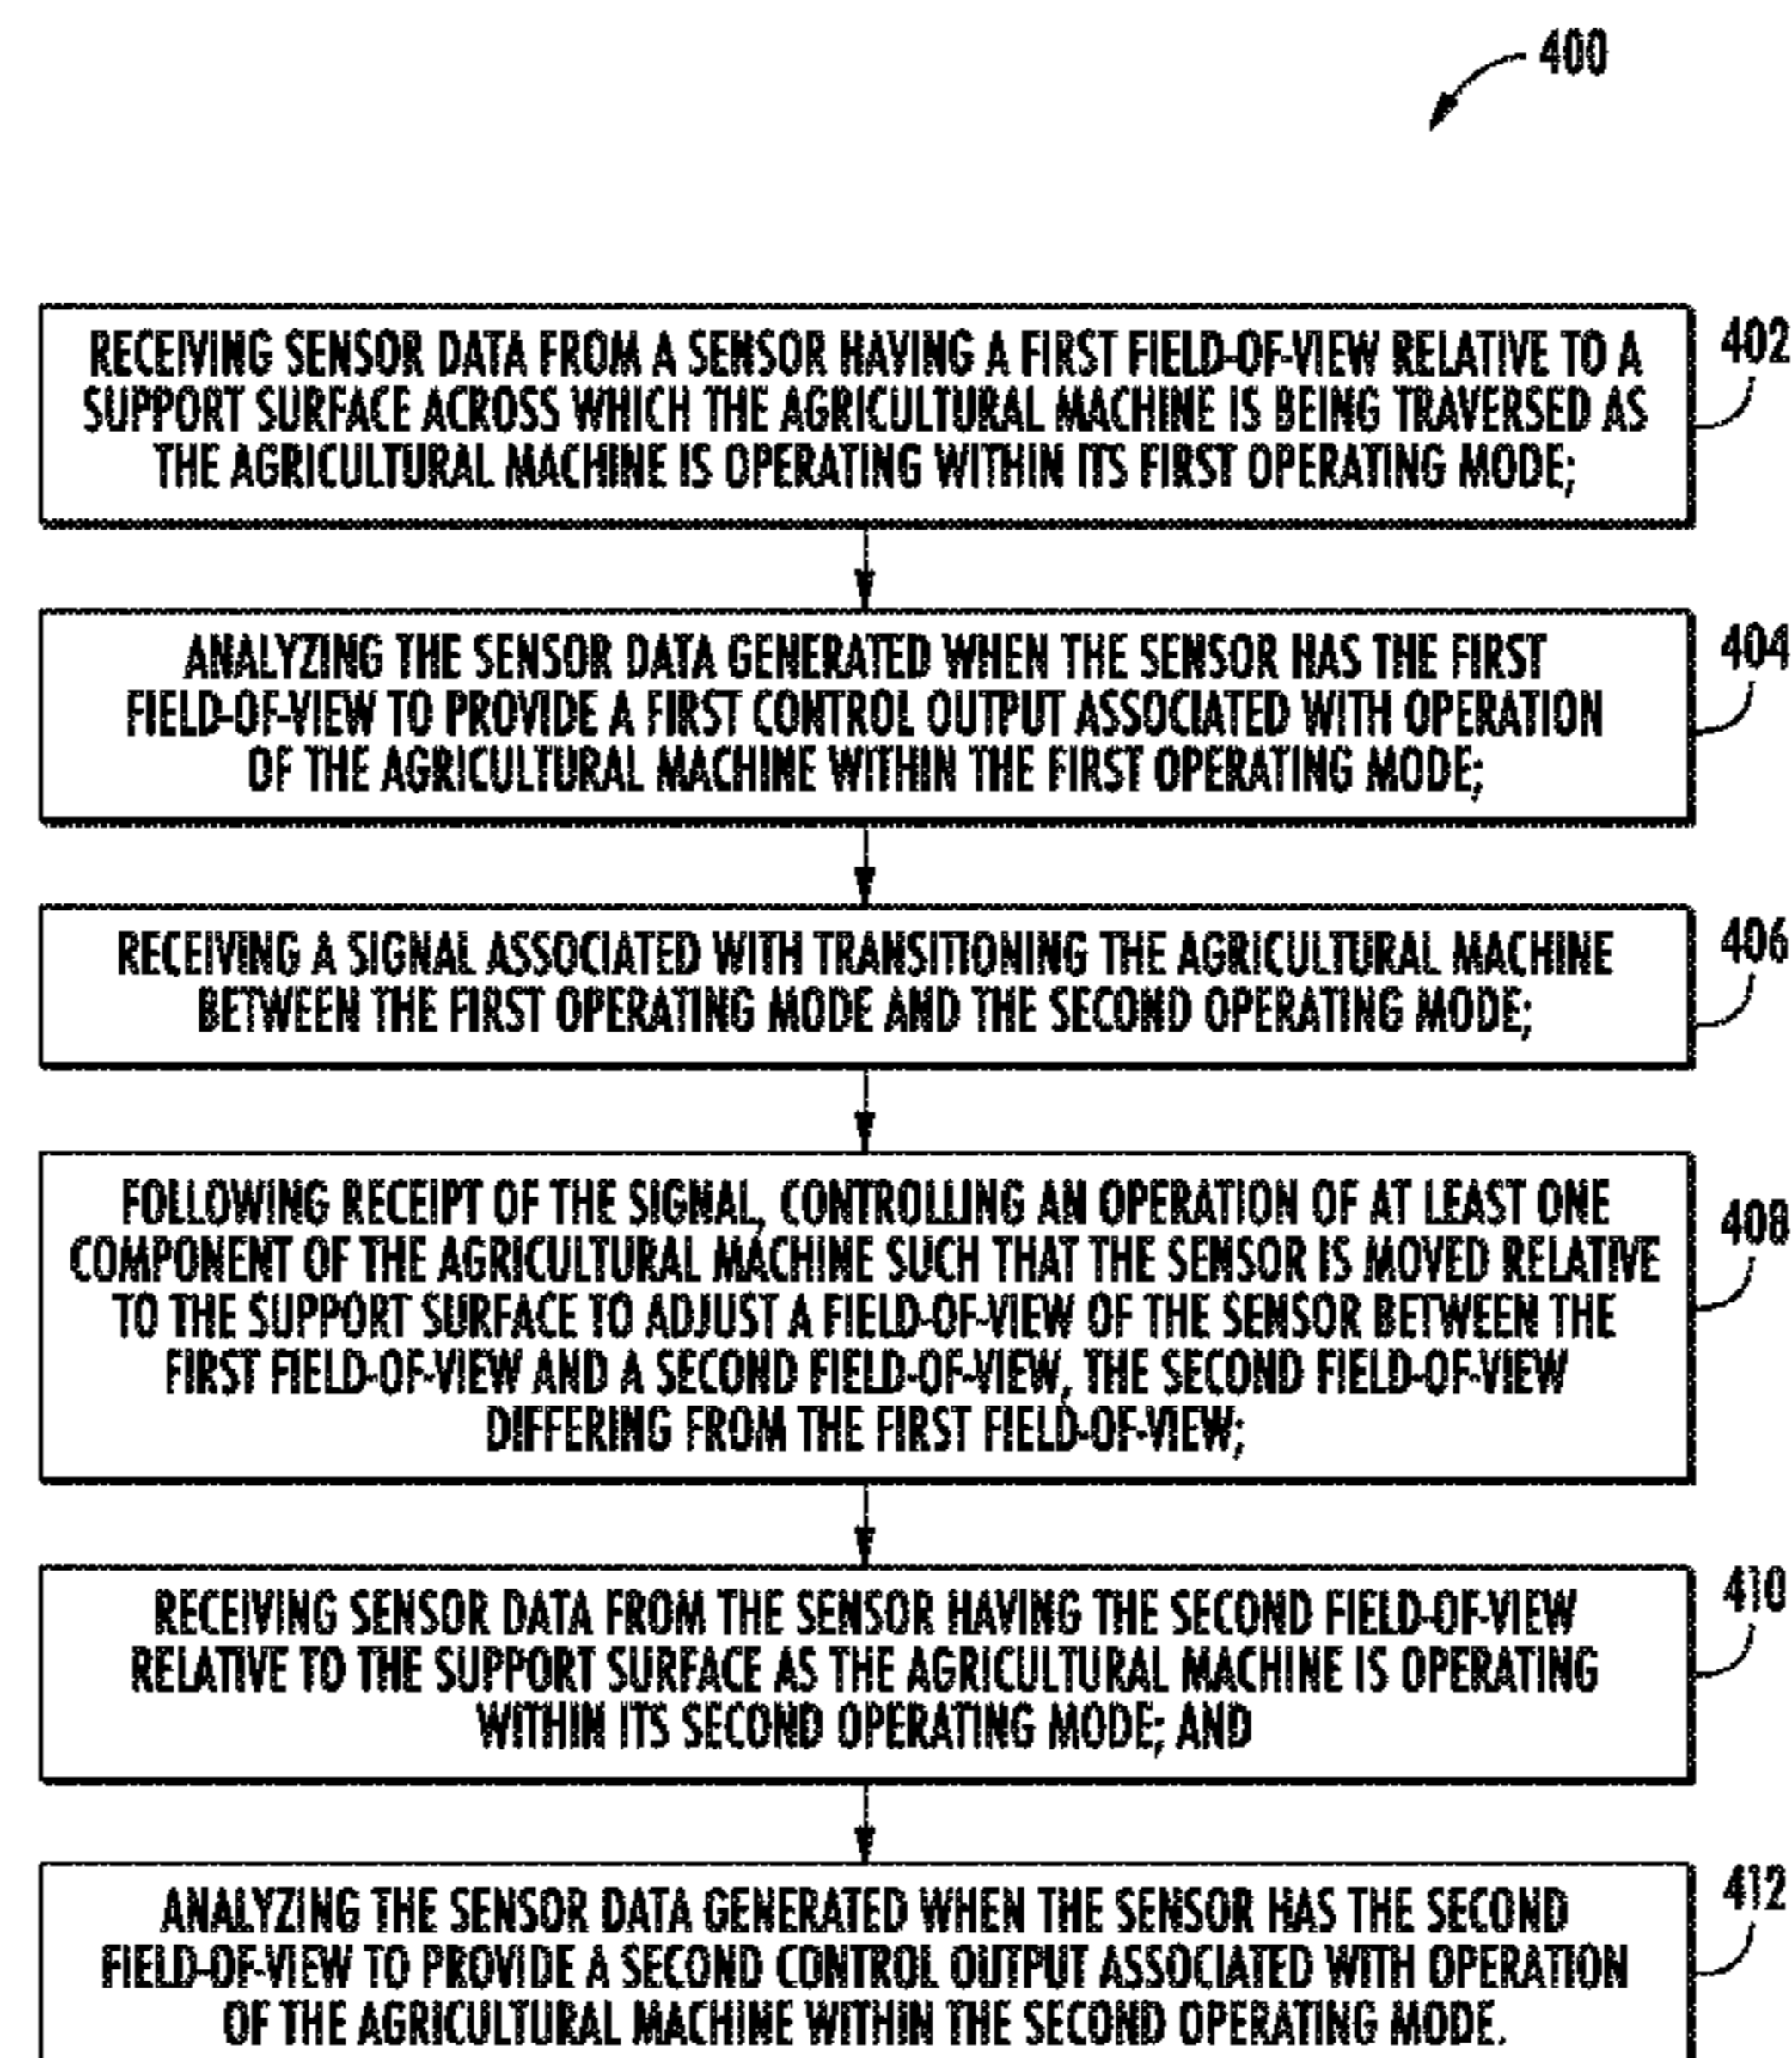 400
RECEIVING SENSOR DATA FROM A SENSOR HAVING A FIRST FIELD-OF-VIEW RELATIVE TO A
SUPPORT SURFACE ACROSS WHICH THE AGRICULTURAL MACHINE IS BEING TRAVERSED AS
THE AGRICULTURAL MACHINE IS OPERATING WITHIN ITS FIRST OPERATING MODE;
402
ANALYZING THE SENSOR DATA GENERATED WHEN THE SENSOR HAS THE FIRST
FIELD-OF-VIEW TO PROVIDE A FIRST CONTROL OUTPUT ASSOCIATED WITH OPERATION
OF THE AGRICULTURAL MACHINE WITHIN THE FIRST OPERATING MODE;
404
RECEIVING A SIGNAL ASSOCIATED WITH TRANSITIONING THE AGRICULTURAL MACHINE
BETWEEN THE FIRST OPERATING MODE AND THE SECOND OPERATING MODE;
406
FOLLOWING RECEIPT OF THE SIGNAL, CONTROLLING AN OPERATION OF AT LEAST ONE
COMPONENT OF THE AGRICULTURAL MACHINE SUCH THAT THE SENSOR IS MOVED RELATIVE
TO THE SUPPORT SURFACE TO ADJUST A FIELD-OF-VIEW OF THE SENSOR BETWEEN THE
FIRST FIELD-OF-VIEW AND A SECOND FIELD-OF-VIEW, THE SECOND FIELD-OF-VIEW
DIFFERING FROM THE FIRST FIELD-OF-VIEW;
408
RECEIVING SENSOR DATA FROM THE SENSOR HAVING THE SECOND FIELD-OF-VIEW
RELATIVE TO THE SUPPORT SURFACE AS THE AGRICULTURAL MACHINE IS OPERATING
WITHIN ITS SECOND OPERATING MODE; AND
410
ANALYZING THE SENSOR DATA GENERATED WHEN THE SENSOR HAS THE SECOND
FIELD-OF-VIEW TO PROVIDE A SECOND CONTROL OUTPUT ASSOCIATED WITH OPERATION
OF THE AGRICULTURAL MACHINE WITHIN THE SECOND OPERATING MODE.
412